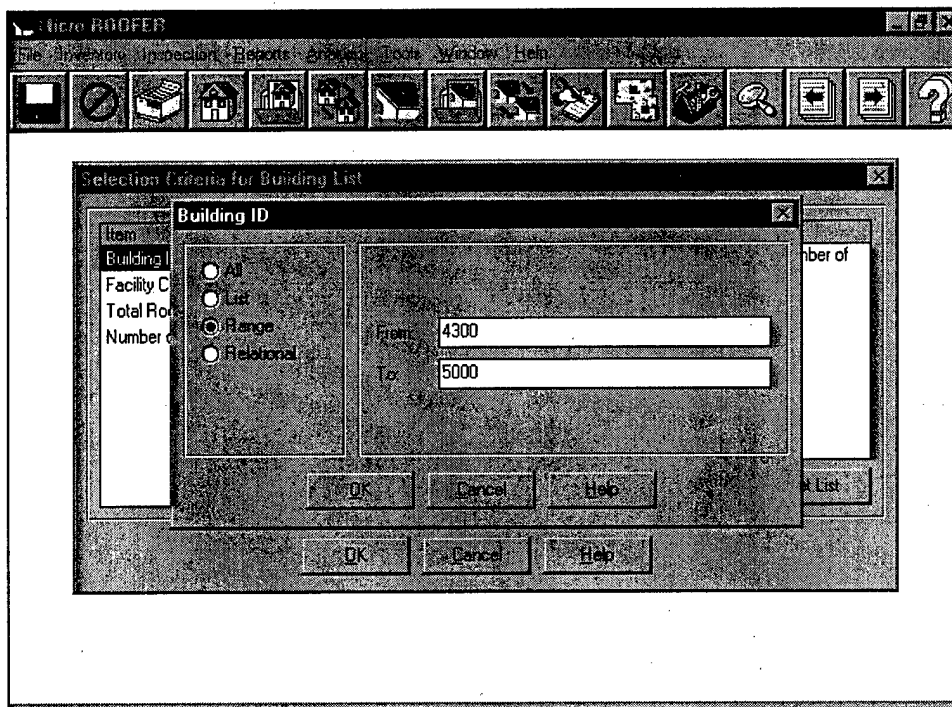 Micro ROOFER
File Inventory Inspection Reports Analysis Tools Window Help
Selection Criteria for Building List
Building ID
Item
Building I
Facility C
Total Roo
Number o
All
List
Range
Relational
From: 4300
To: 5000
mber of
OK Cancel Help
t List
OK Cancel Help